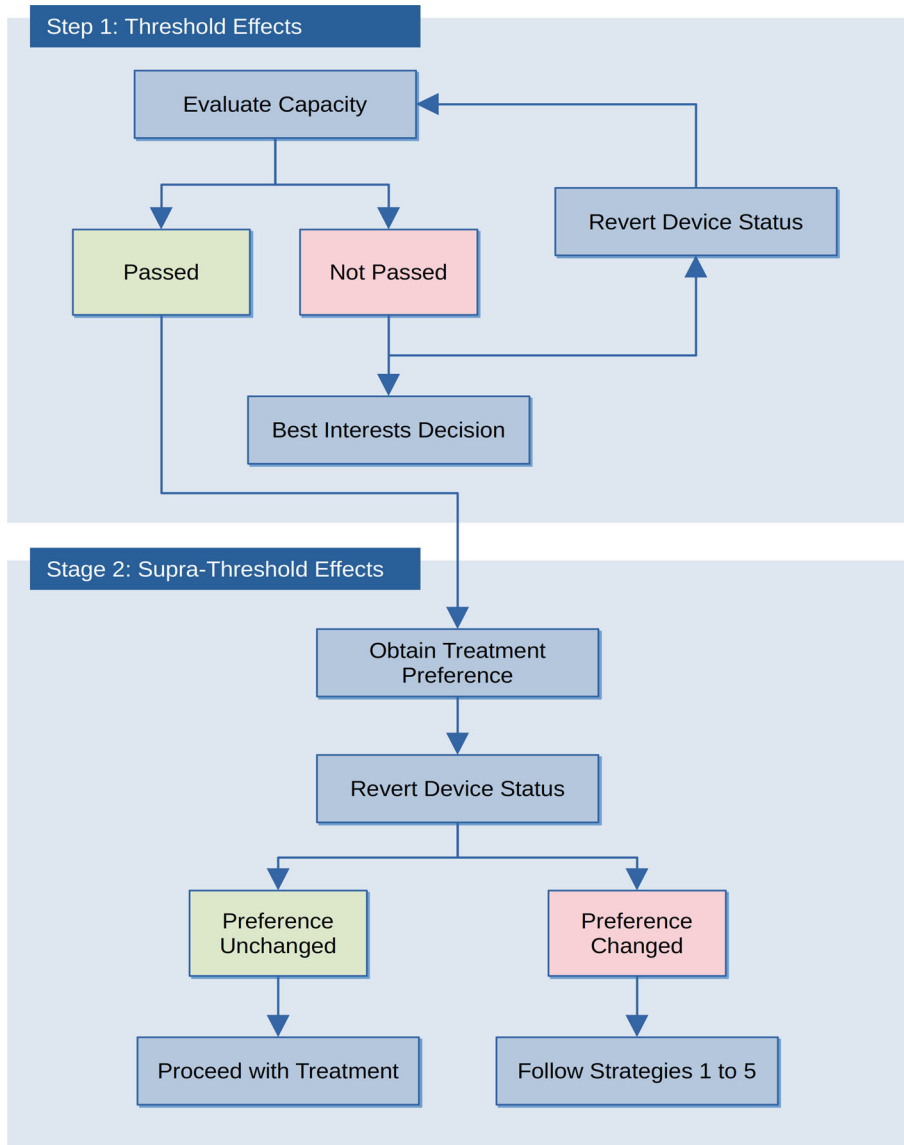 Step 1: Threshold Effects
Evaluate Capacity
Revert Device Status
Passed
Not Passed
Best Interests Decision
Stage 2: Supra-Threshold Effects
Obtain Treatment
Preference
Revert Device Status
Preference
Unchanged
Preference
Changed
Proceed with Treatment
Follow Strategies 1 to 5